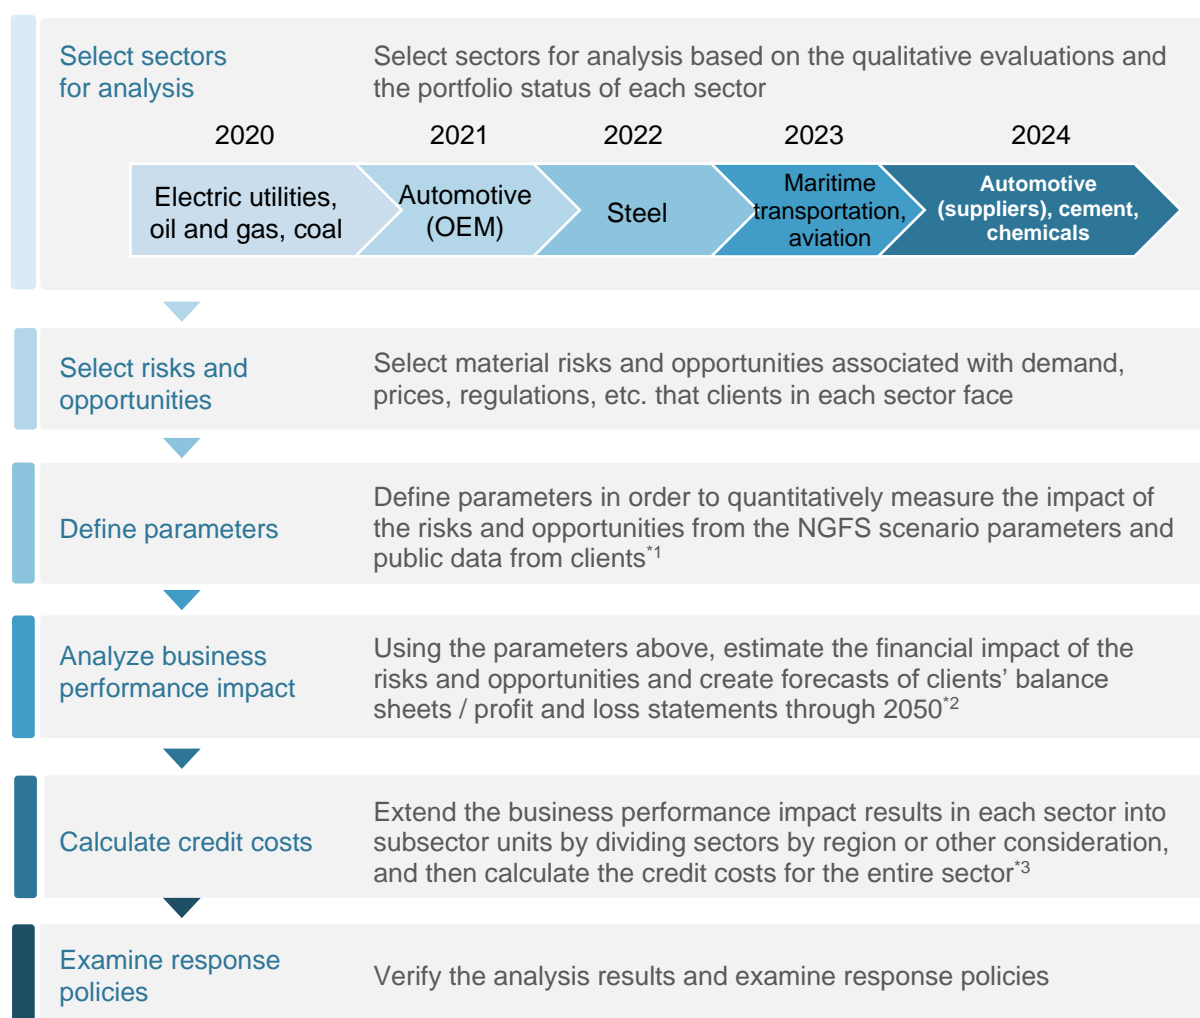 Select sectors
for analysis
Select sectors for analysis based on the qualitative evaluations and
the portfolio status of each sector
2020
2021
2022
2023
2024
Electric utilities,
oil and gas, coal
Automotive
(OEM)
Steel
Maritime
transportation,
aviation
Automotive
(suppliers), cement,
chemicals
Select risks and
opportunities
Select material risks and opportunities associated with demand,
prices, regulations, etc. that clients in each sector face
Define parameters
Define parameters in order to quantitatively measure the impact of
the risks and opportunities from the NGFS scenario parameters and
public data from clients*1
Analyze business
performance impact
Using the parameters above, estimate the financial impact of the
risks and opportunities and create forecasts of clients’ balance
sheets / profit and loss statements through 2050*2
Calculate credit costs
Extend the business performance impact results in each sector into
subsector units by dividing sectors by region or other consideration,
and then calculate the credit costs for the entire sector*3
Examine response
policies
Verify the analysis results and examine response policies